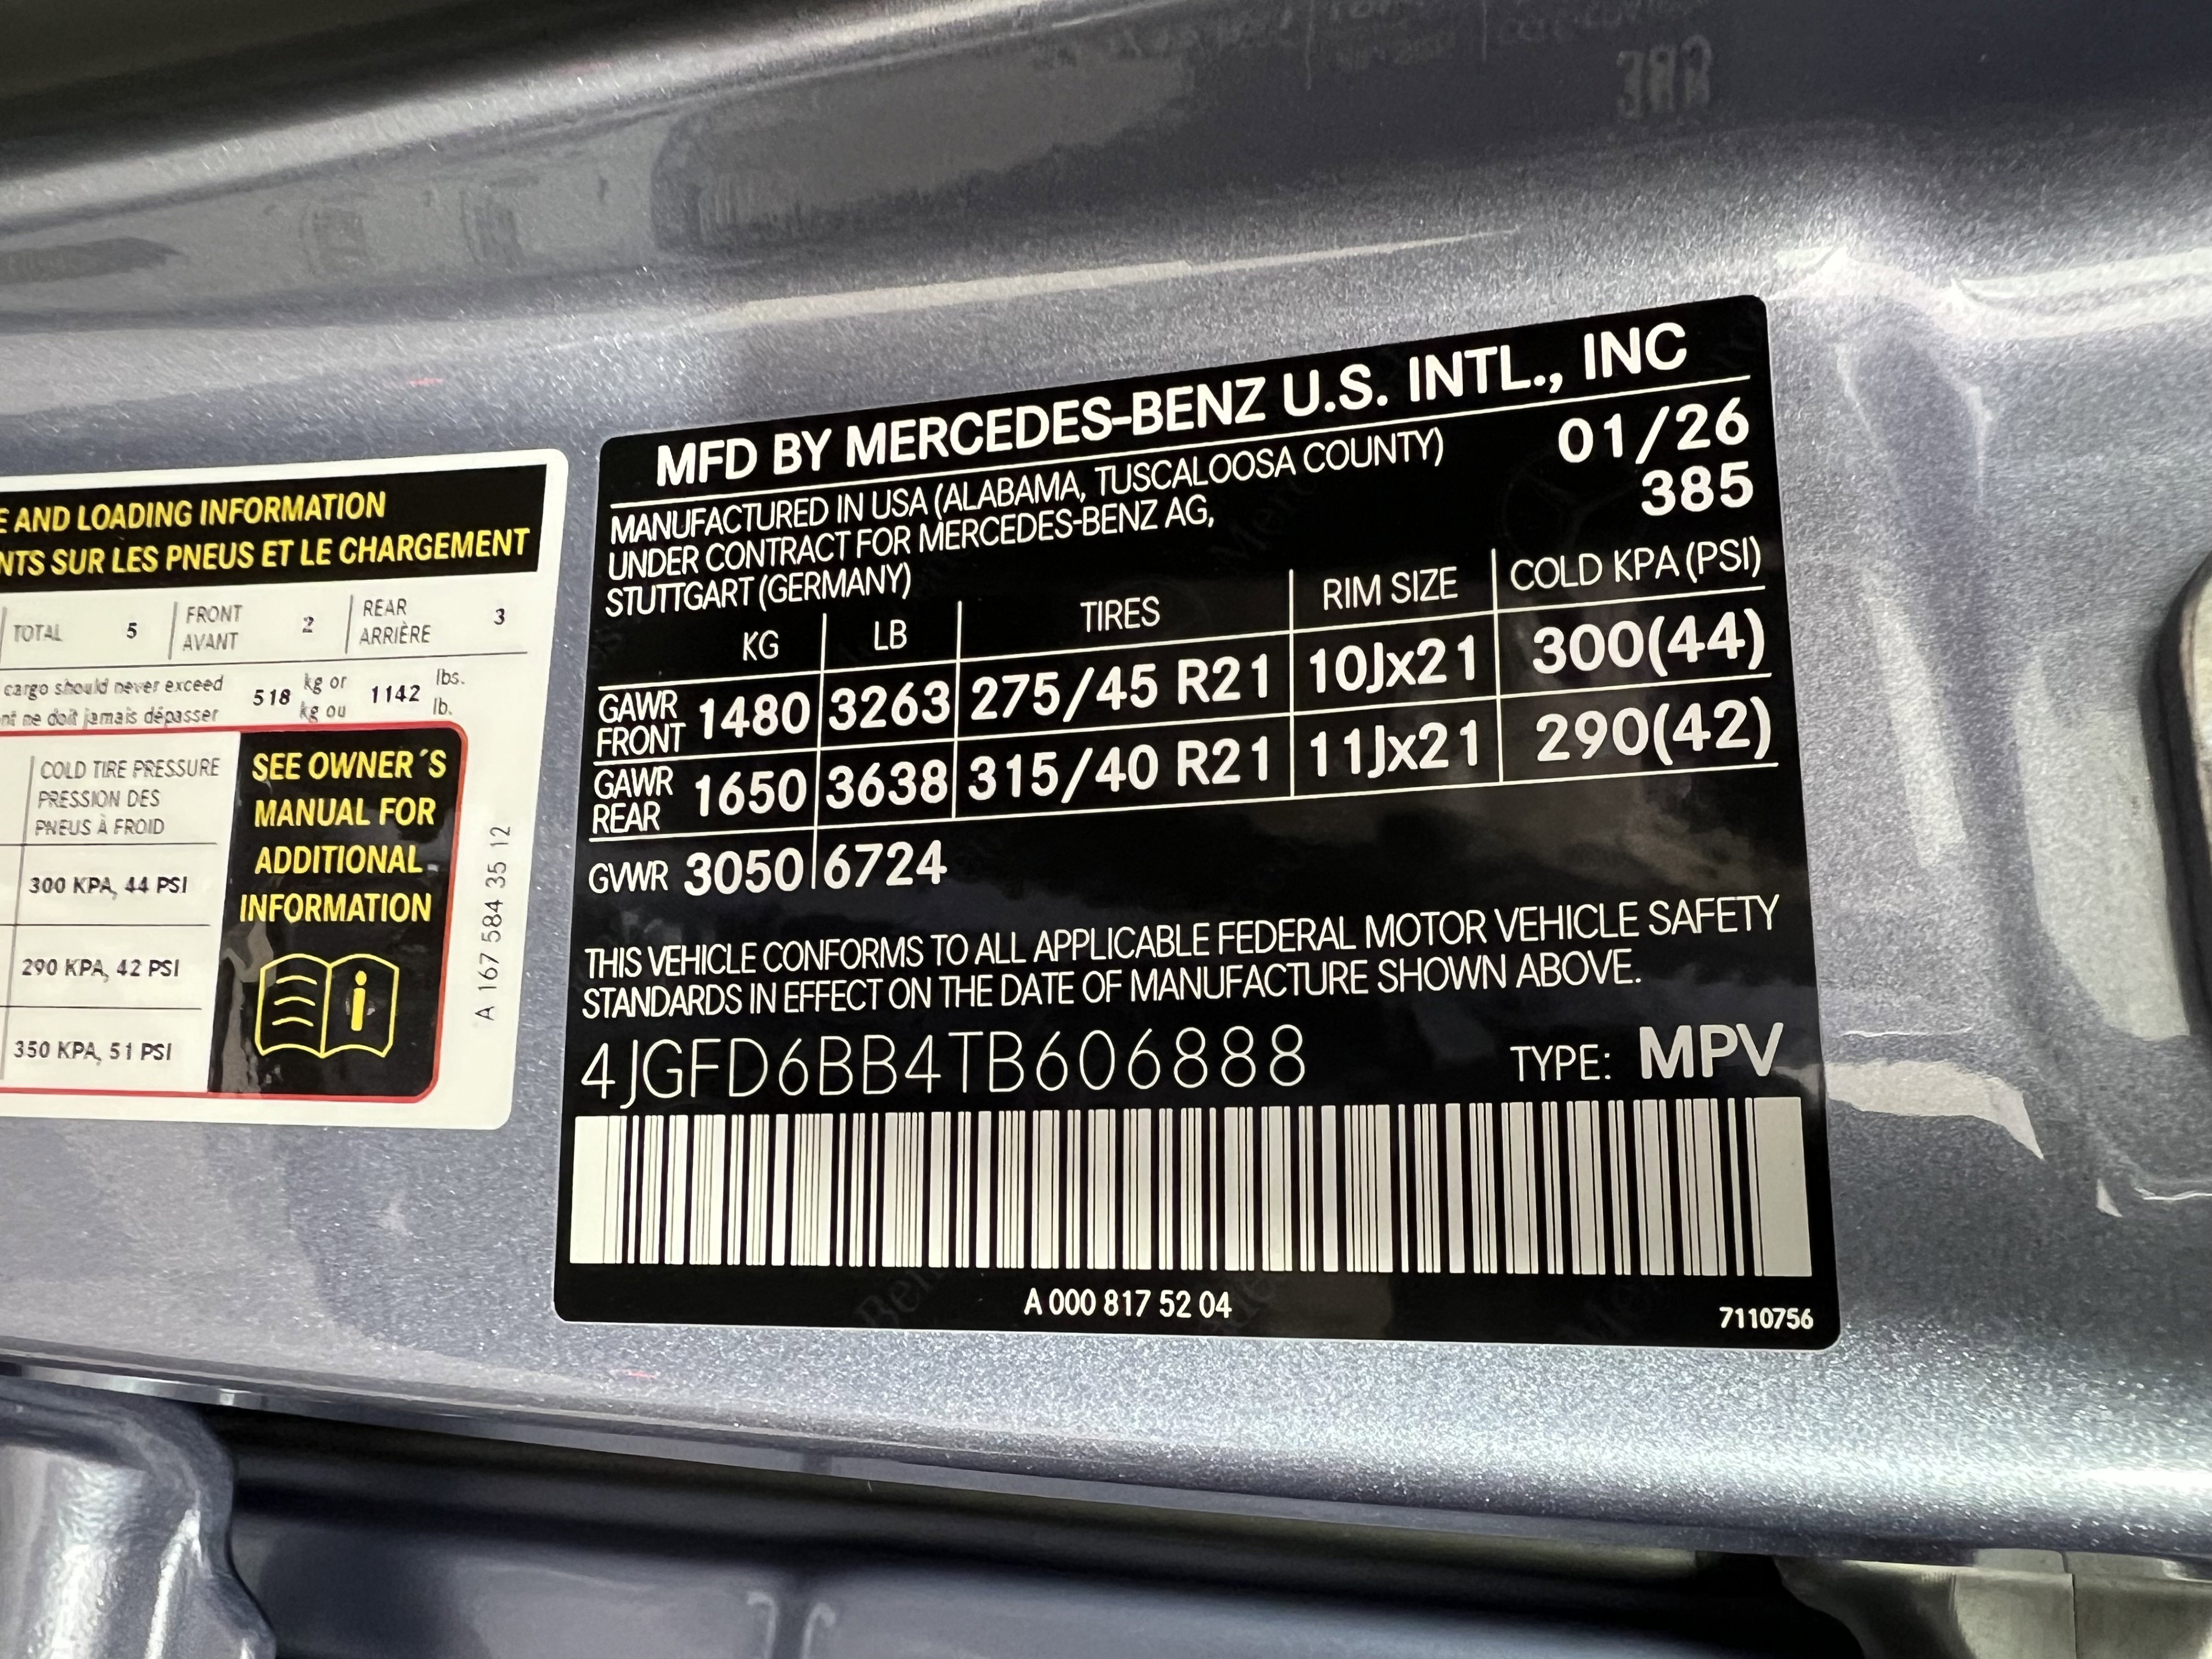 E AND LOADING INFORMATION
NTS SUR LES PNEUS ET LE CHARGEMENT
TOTAL 5 FRONT AVANT 2 REAR ARRIÈRE 3
cargo should never exceed 518 kg or 1142 lbs.
nt ne doit jamais dépasser kg ou lb.
COLD TIRE PRESSURE
PRESSION DES
PNEUS À FROID
300 KPA, 44 PSI
290 KPA, 42 PSI
350 KPA, 51 PSI
SEE OWNER´S
MANUAL FOR
ADDITIONAL
INFORMATION
A 167 584 35 12
MFD BY MERCEDES-BENZ U.S. INTL., INC
MANUFACTURED IN USA (ALABAMA, TUSCALOOSA COUNTY) 01/26
UNDER CONTRACT FOR MERCEDES-BENZ AG, 385
STUTTGART (GERMANY)
KG LB TIRES RIM SIZE COLD KPA (PSI)
GAWR FRONT 1480 3263 275/45 R21 10Jx21 300(44)
GAWR REAR 1650 3638 315/40 R21 11Jx21 290(42)
GVWR 3050 6724
THIS VEHICLE CONFORMS TO ALL APPLICABLE FEDERAL MOTOR VEHICLE SAFETY
STANDARDS IN EFFECT ON THE DATE OF MANUFACTURE SHOWN ABOVE.
4JGFD6BB4TB606888 TYPE: MPV
A 000 817 52 04
7110756